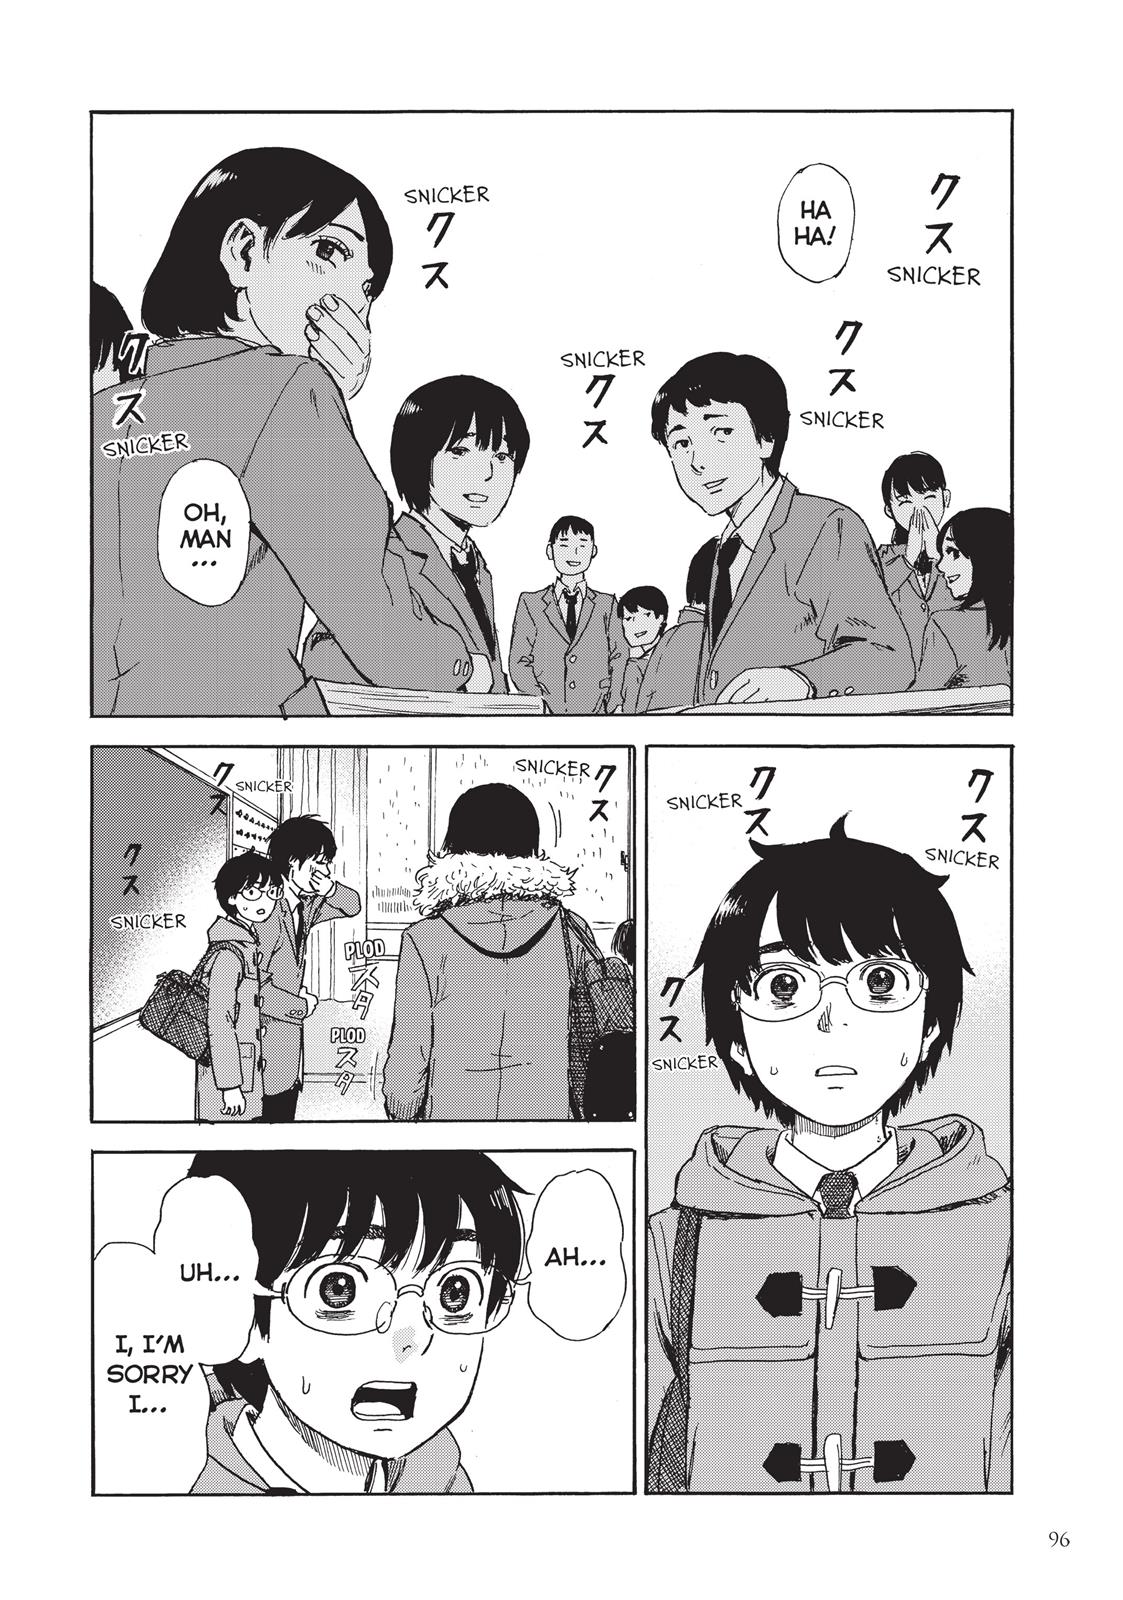 クス
SNICKER
HA
HA!
SNICKER
クス
クス
SNICKER
SNICKER
クス
クス
SNICKER
OH,
MAN
...
クス
SNICKER
SNICKER
クス
SNICKER
クス
クス
SNICKER
PLOD
スタ
PLOD
スタ
クス
SNICKER
クス
SNICKER
クス
SNICKER
AH...
UH...
I, I'M
SORRY
I...
96